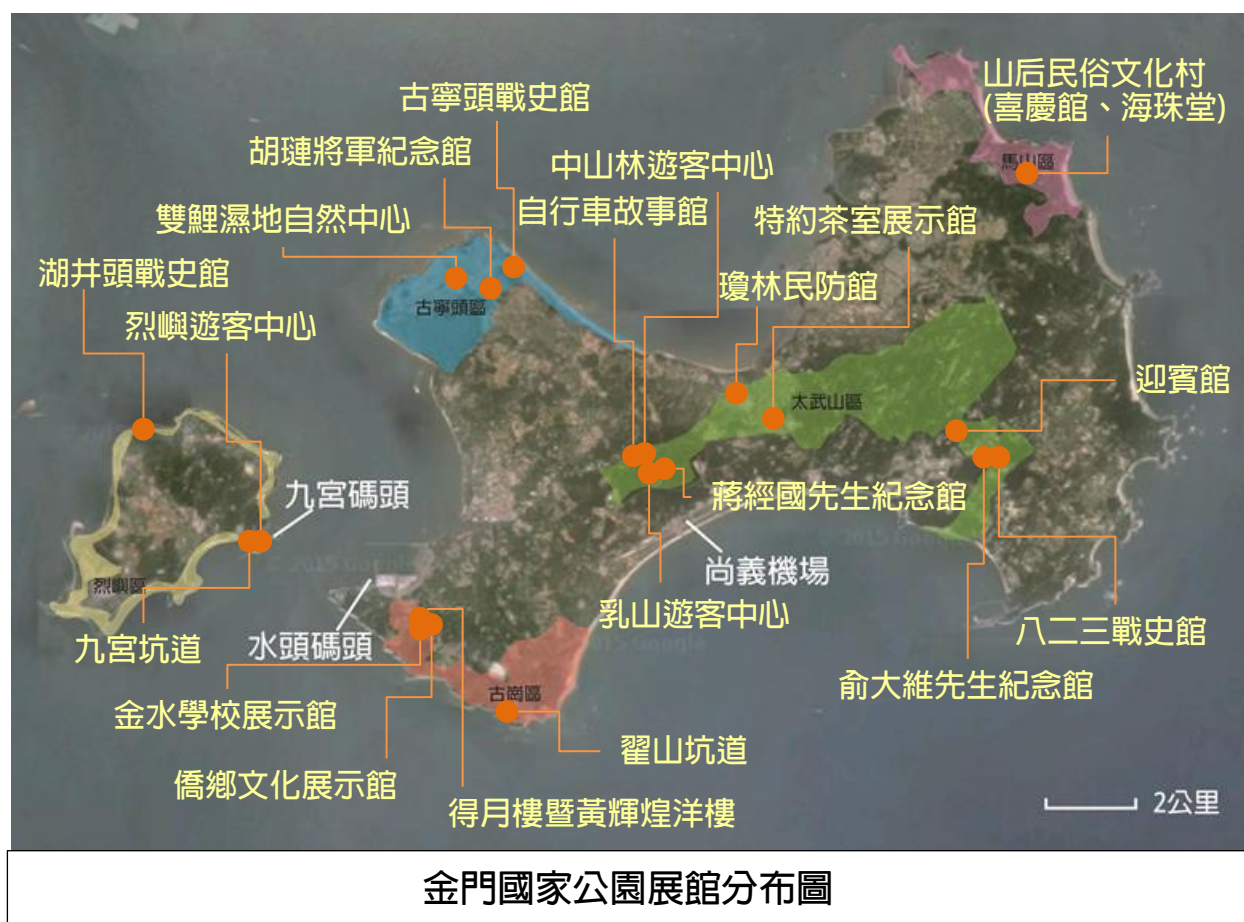 山后民俗文化村
(喜慶館、海珠堂)
古寧頭戰史館
胡璉將軍紀念館
中山林遊客中心
馬山區
雙鯉濕地自然中心
自行車故事館
特約茶室展示館
湖井頭戰史館
瓊林民防館
古寧頭區
烈嶼遊客中心
迎賓館
太武山區
九宮碼頭
蔣經國先生紀念館
尚義機場
烈嶼區
乳山遊客中心
九宮坑道
水頭碼頭
八二三戰史館
俞大維先生紀念館
古崗區
金水學校展示館
翟山坑道
僑鄉文化展示館
得月樓暨黃輝煌洋樓
2公里
金門國家公園展館分布圖